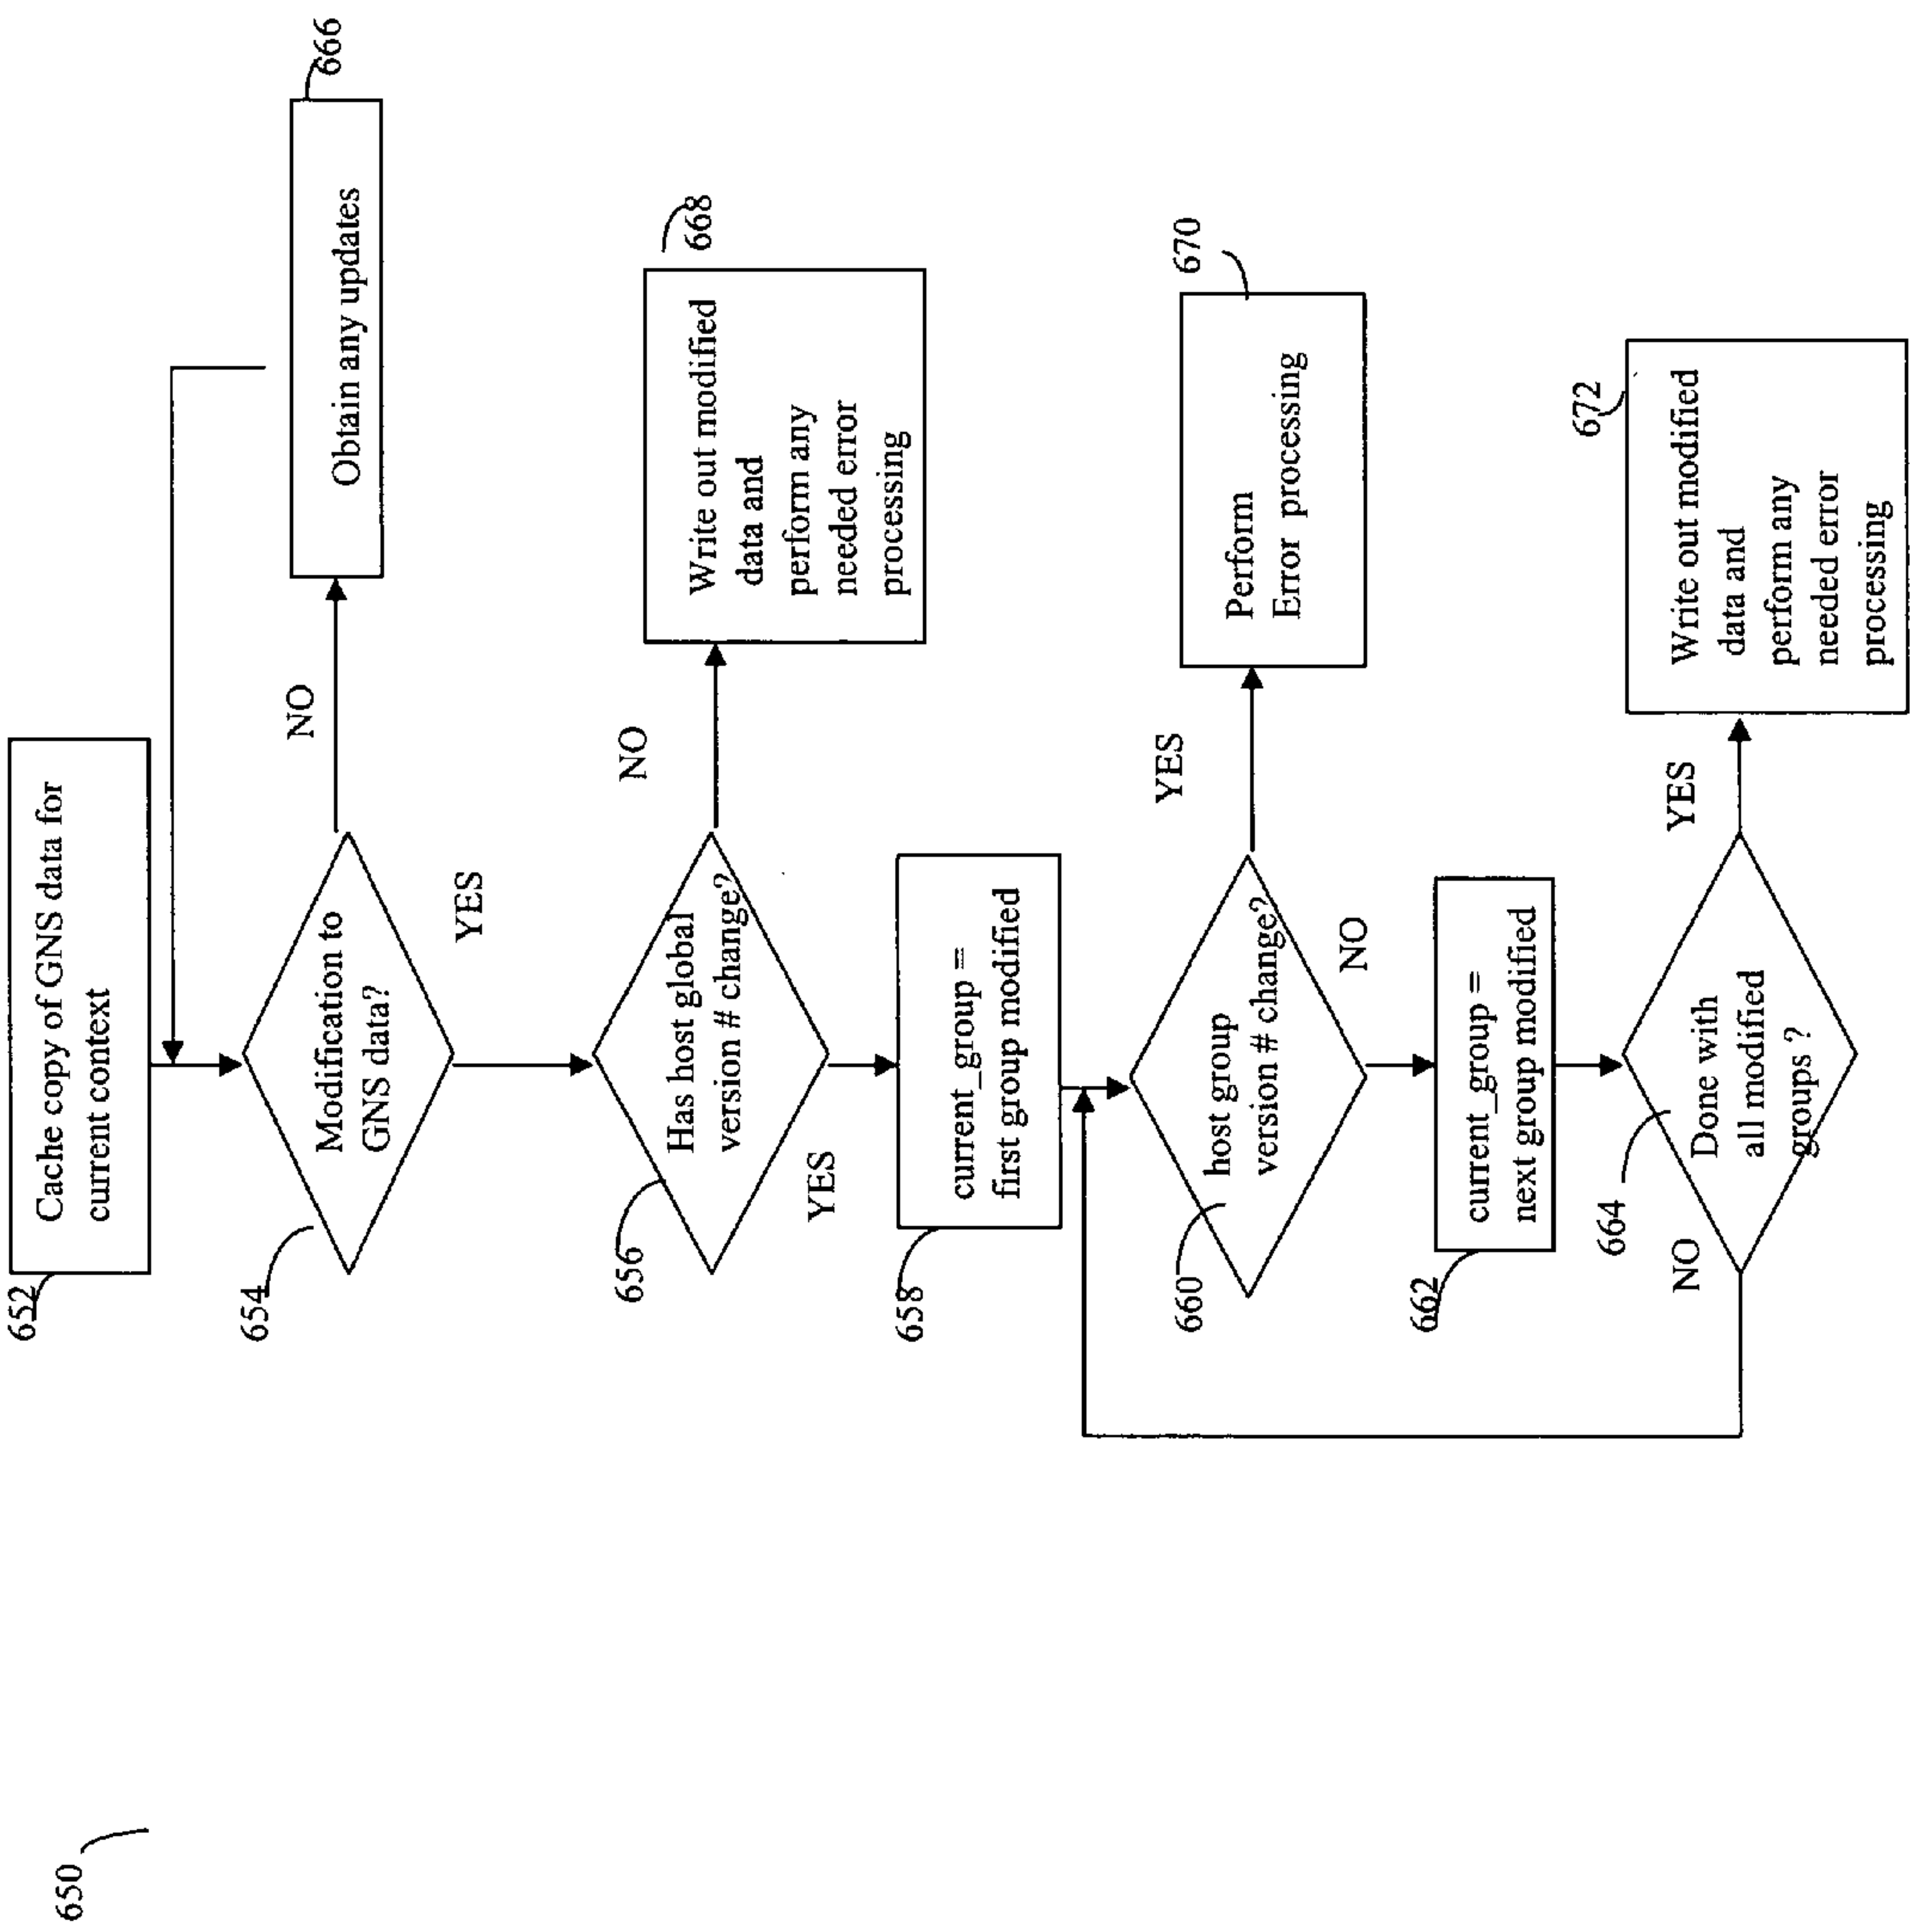 650
652
Cache copy of GNS data for
current context
654
Modification to
GNS data?
NO
Obtain any updates
666
YES
656
Has host global
version # change?
NO
Write out modified
data and
perform any
needed error
processing
668
YES
658
current_group =
first group modified
660
host group
version # change?
YES
Perform
Error processing
670
NO
662
current_group =
next group modified
664
Done with
all modified
groups ?
NO
YES
Write out modified
data and
perform any
needed error
processing
672